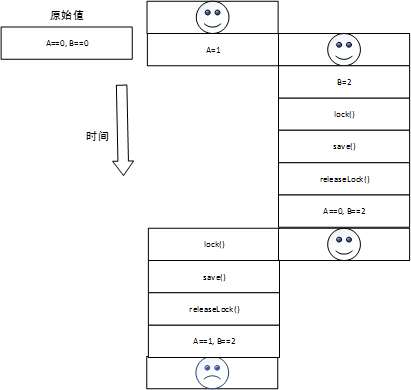 原始值
A==0, B==0
A=1
时间
B=2
lock()
save()
releaseLock()
A==0, B==2
lock()
save()
releaseLock()
A==1, B==2